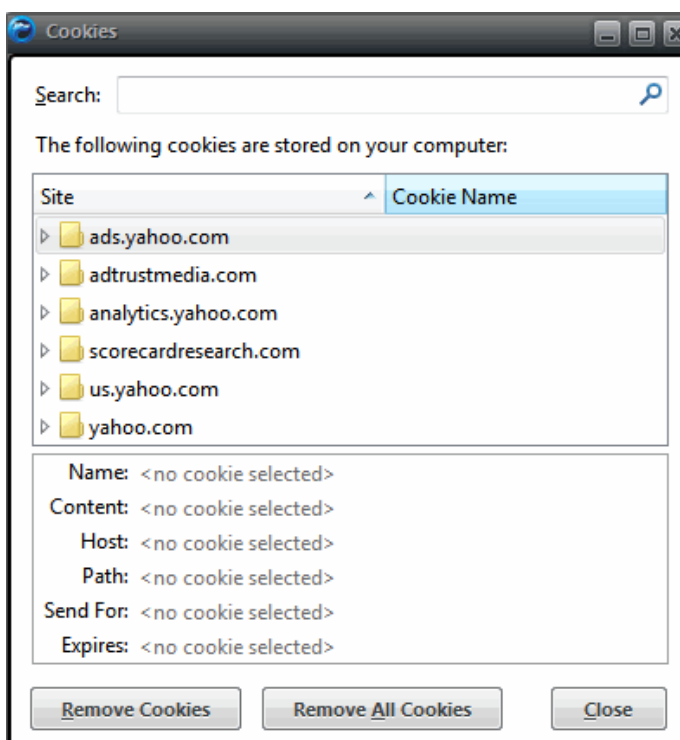 Cookies
Search:
The following cookies are stored on your computer:
Site Cookie Name
ads.yahoo.com
adtrustmedia.com
analytics.yahoo.com
scorecardresearch.com
us.yahoo.com
yahoo.com
Name: <no cookie selected>
Content: <no cookie selected>
Host: <no cookie selected>
Path: <no cookie selected>
Send For: <no cookie selected>
Expires: <no cookie selected>
Remove Cookies Remove All Cookies Close